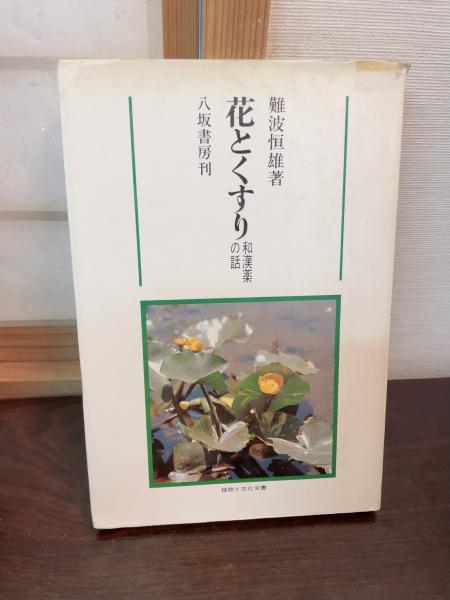 難波恒雄著
花とくすり
和漢薬
の話
八坂書房刊
植物と文化双書